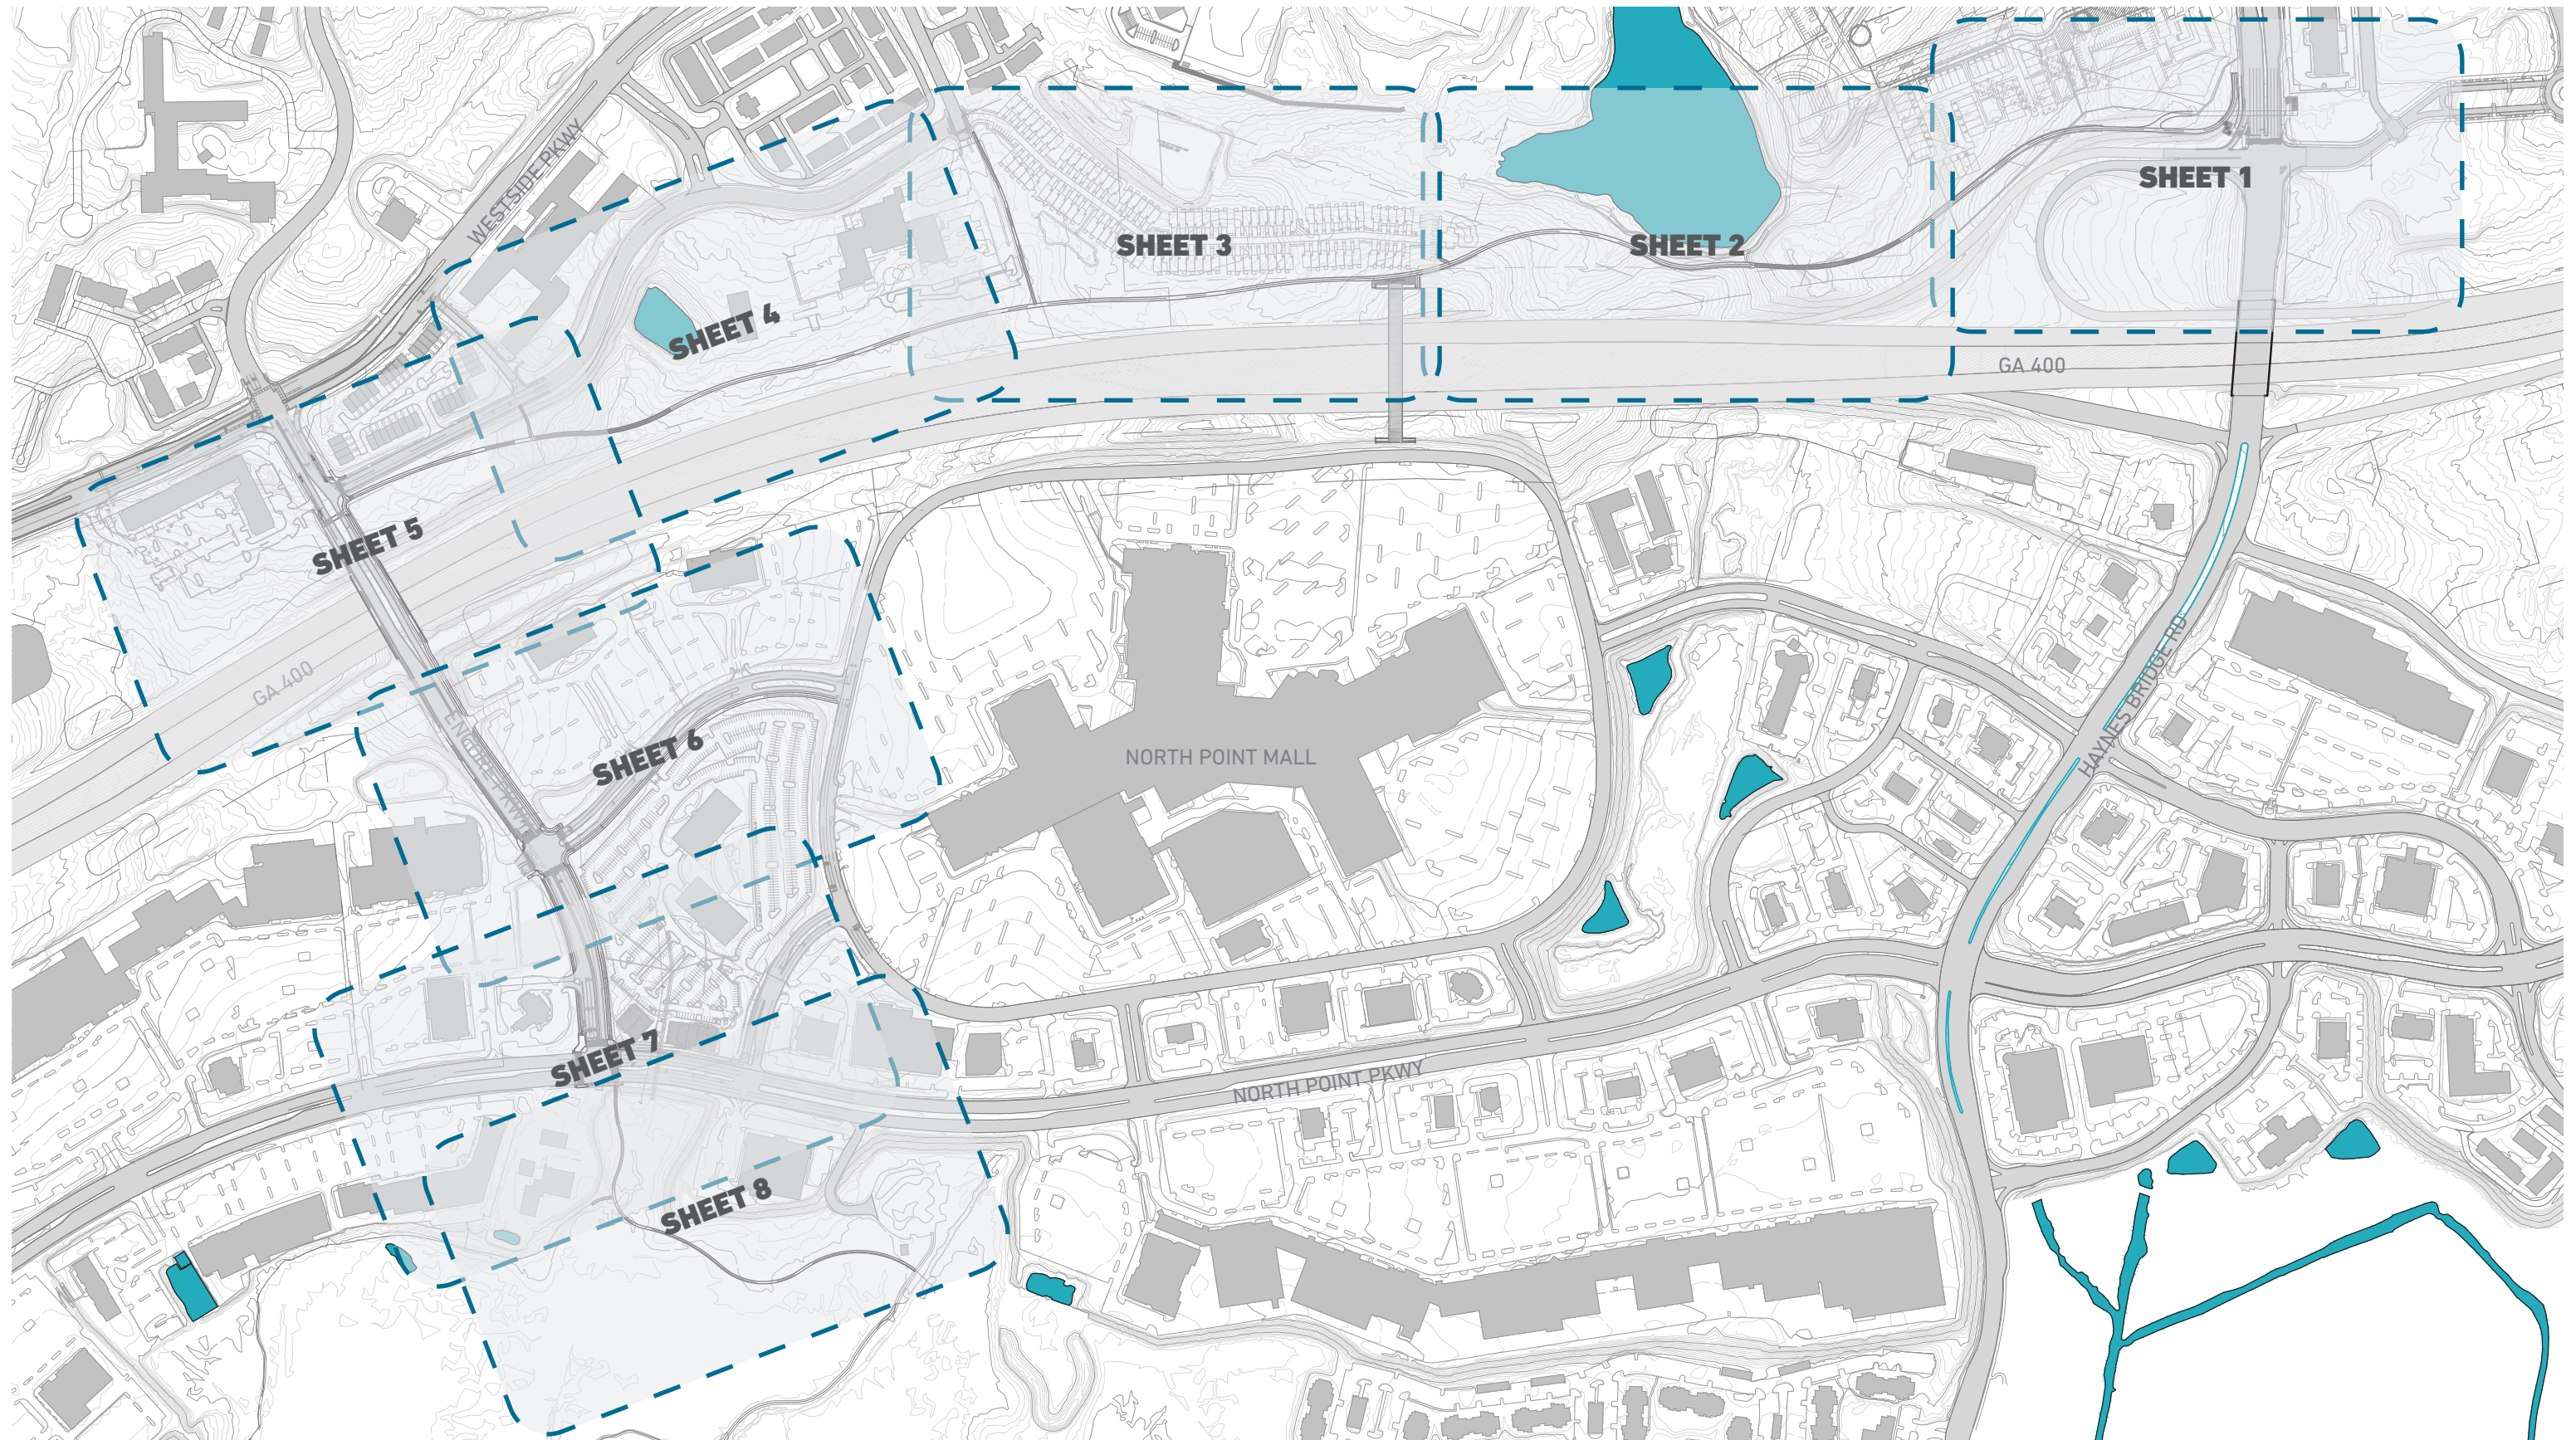 WESTSIDE PKWY
SHEET 1
SHEET 3
SHEET 2
SHEET 4
GA 400
SHEET 5
GA 400
HAYNES BRIDGE RD
ENCORE PKWY
SHEET 6
NORTH POINT MALL
SHEET 7
NORTH POINT PKWY
SHEET 8